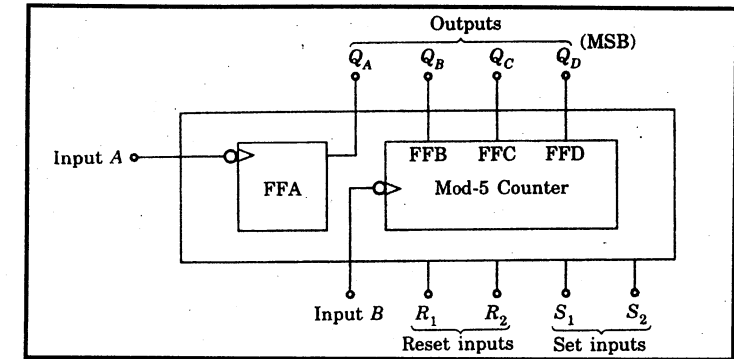 Outputs
(MSB)
Q_A Q_B Q_C Q_D
Input A
FFA
FFB FFC FFD
Mod-5 Counter
Input B R_1 R_2 S_1 S_2
Reset inputs Set inputs